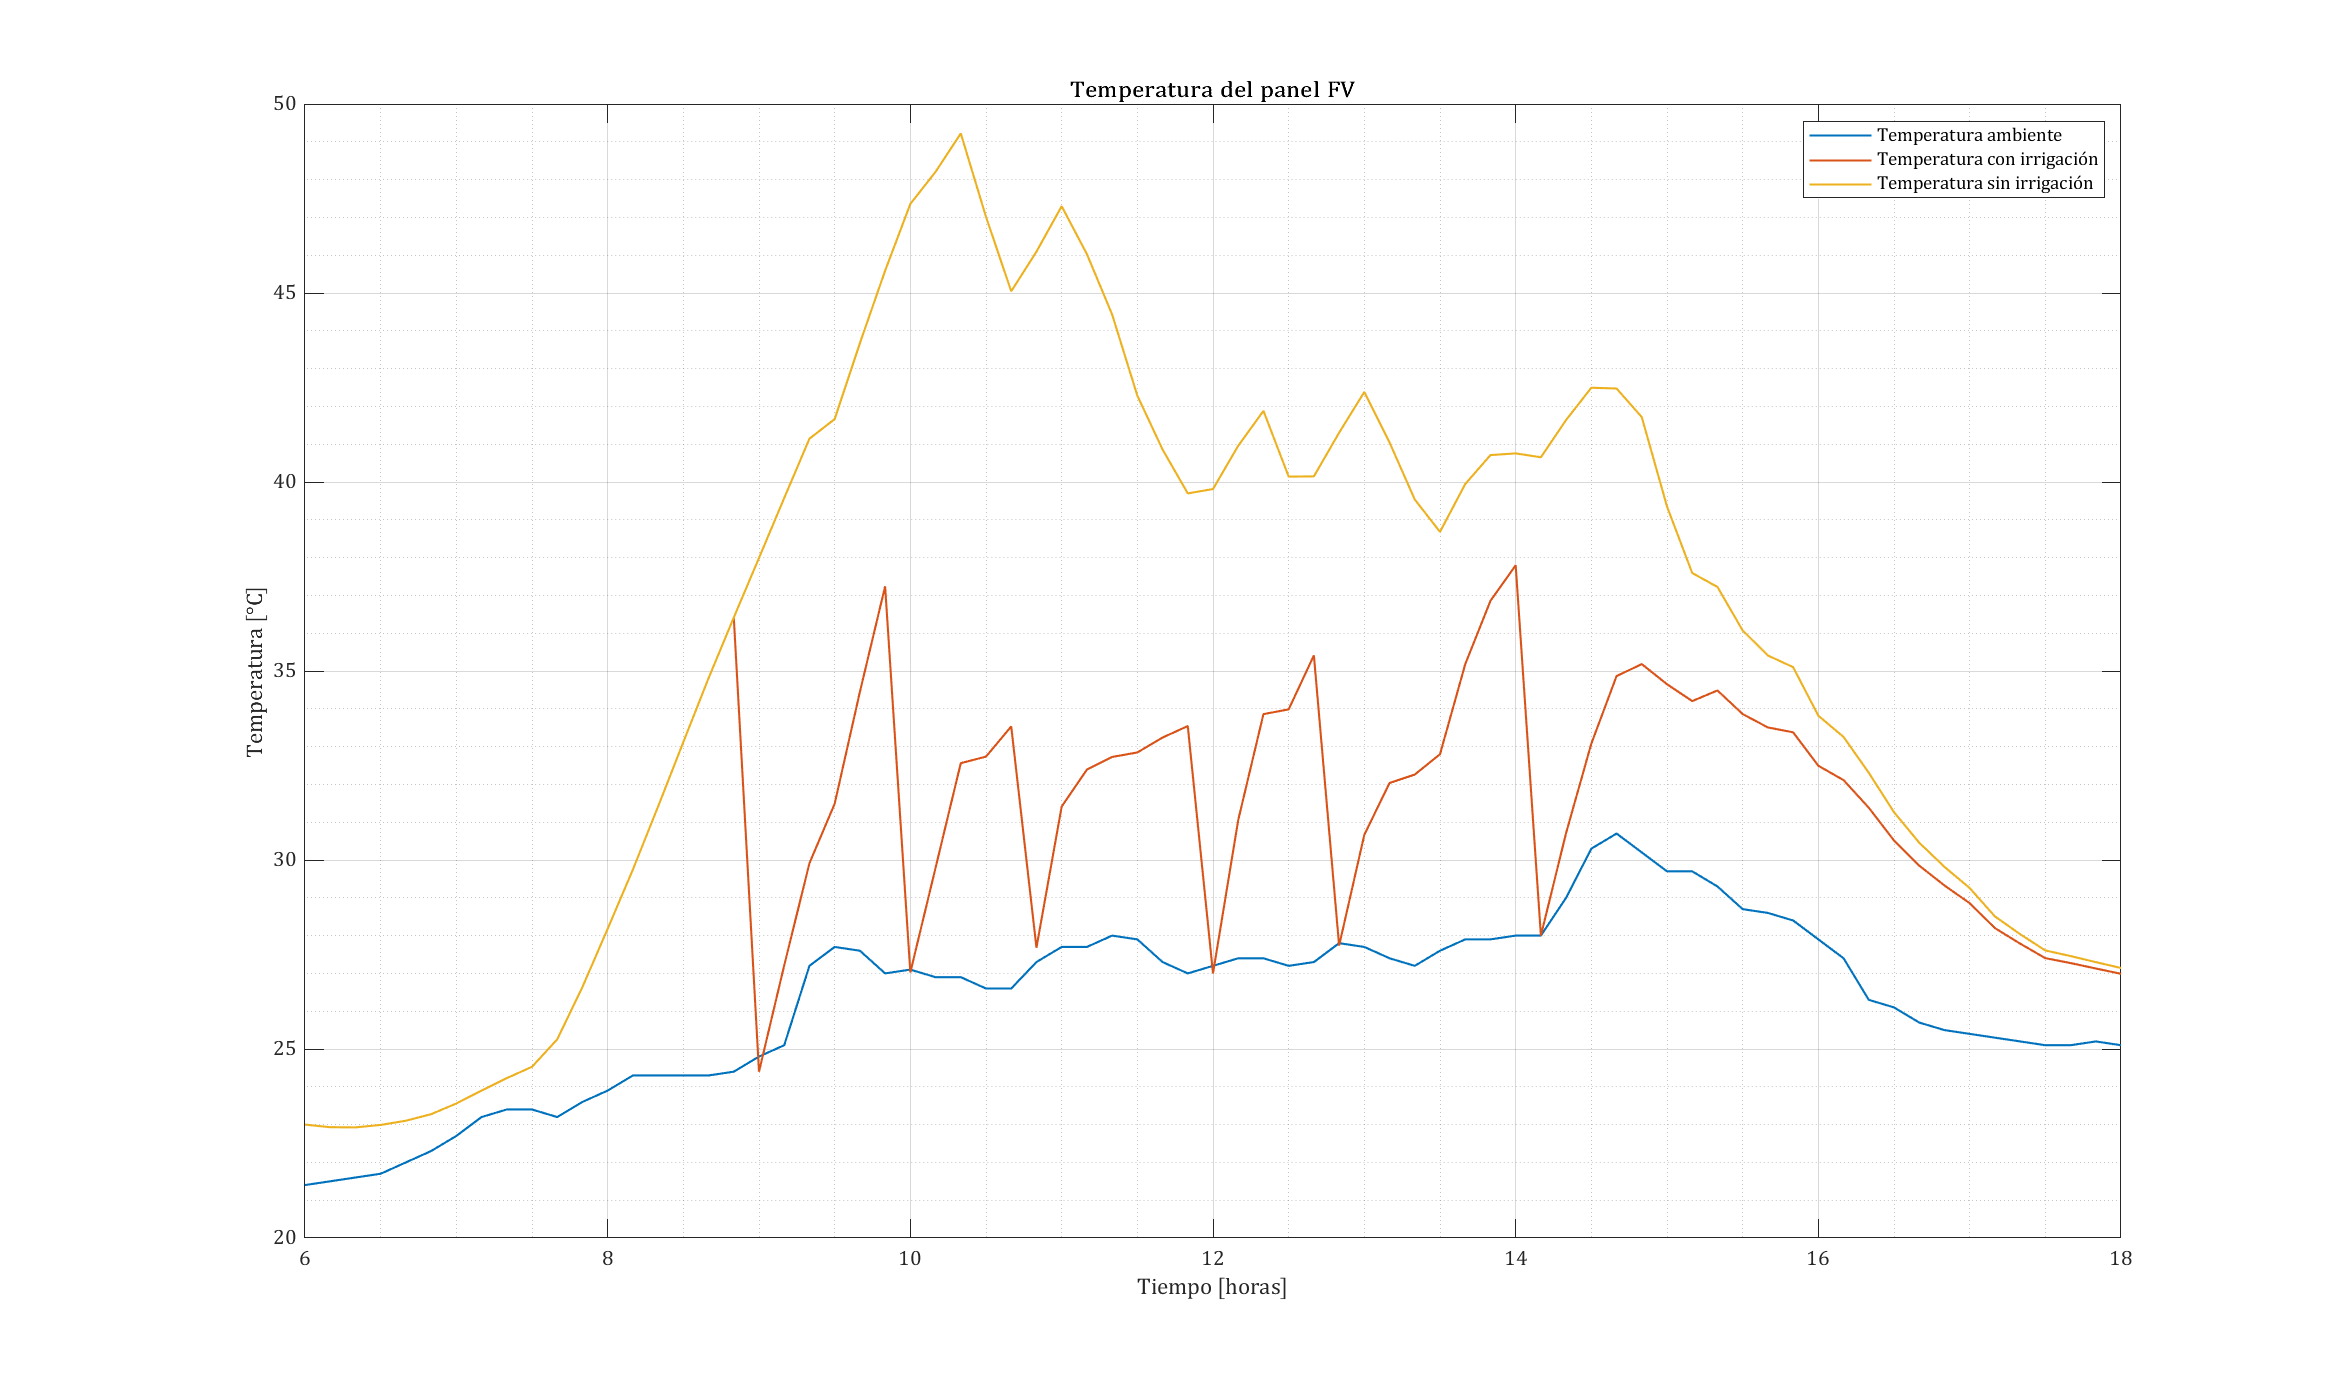 Temperatura del panel FV
50
45
40
35
30
25
20
Temperatura [°C]
Temperatura ambiente
Temperatura con irrigación
Temperatura sin irrigación
6 8 10 12 14 16 18
Tiempo [horas]